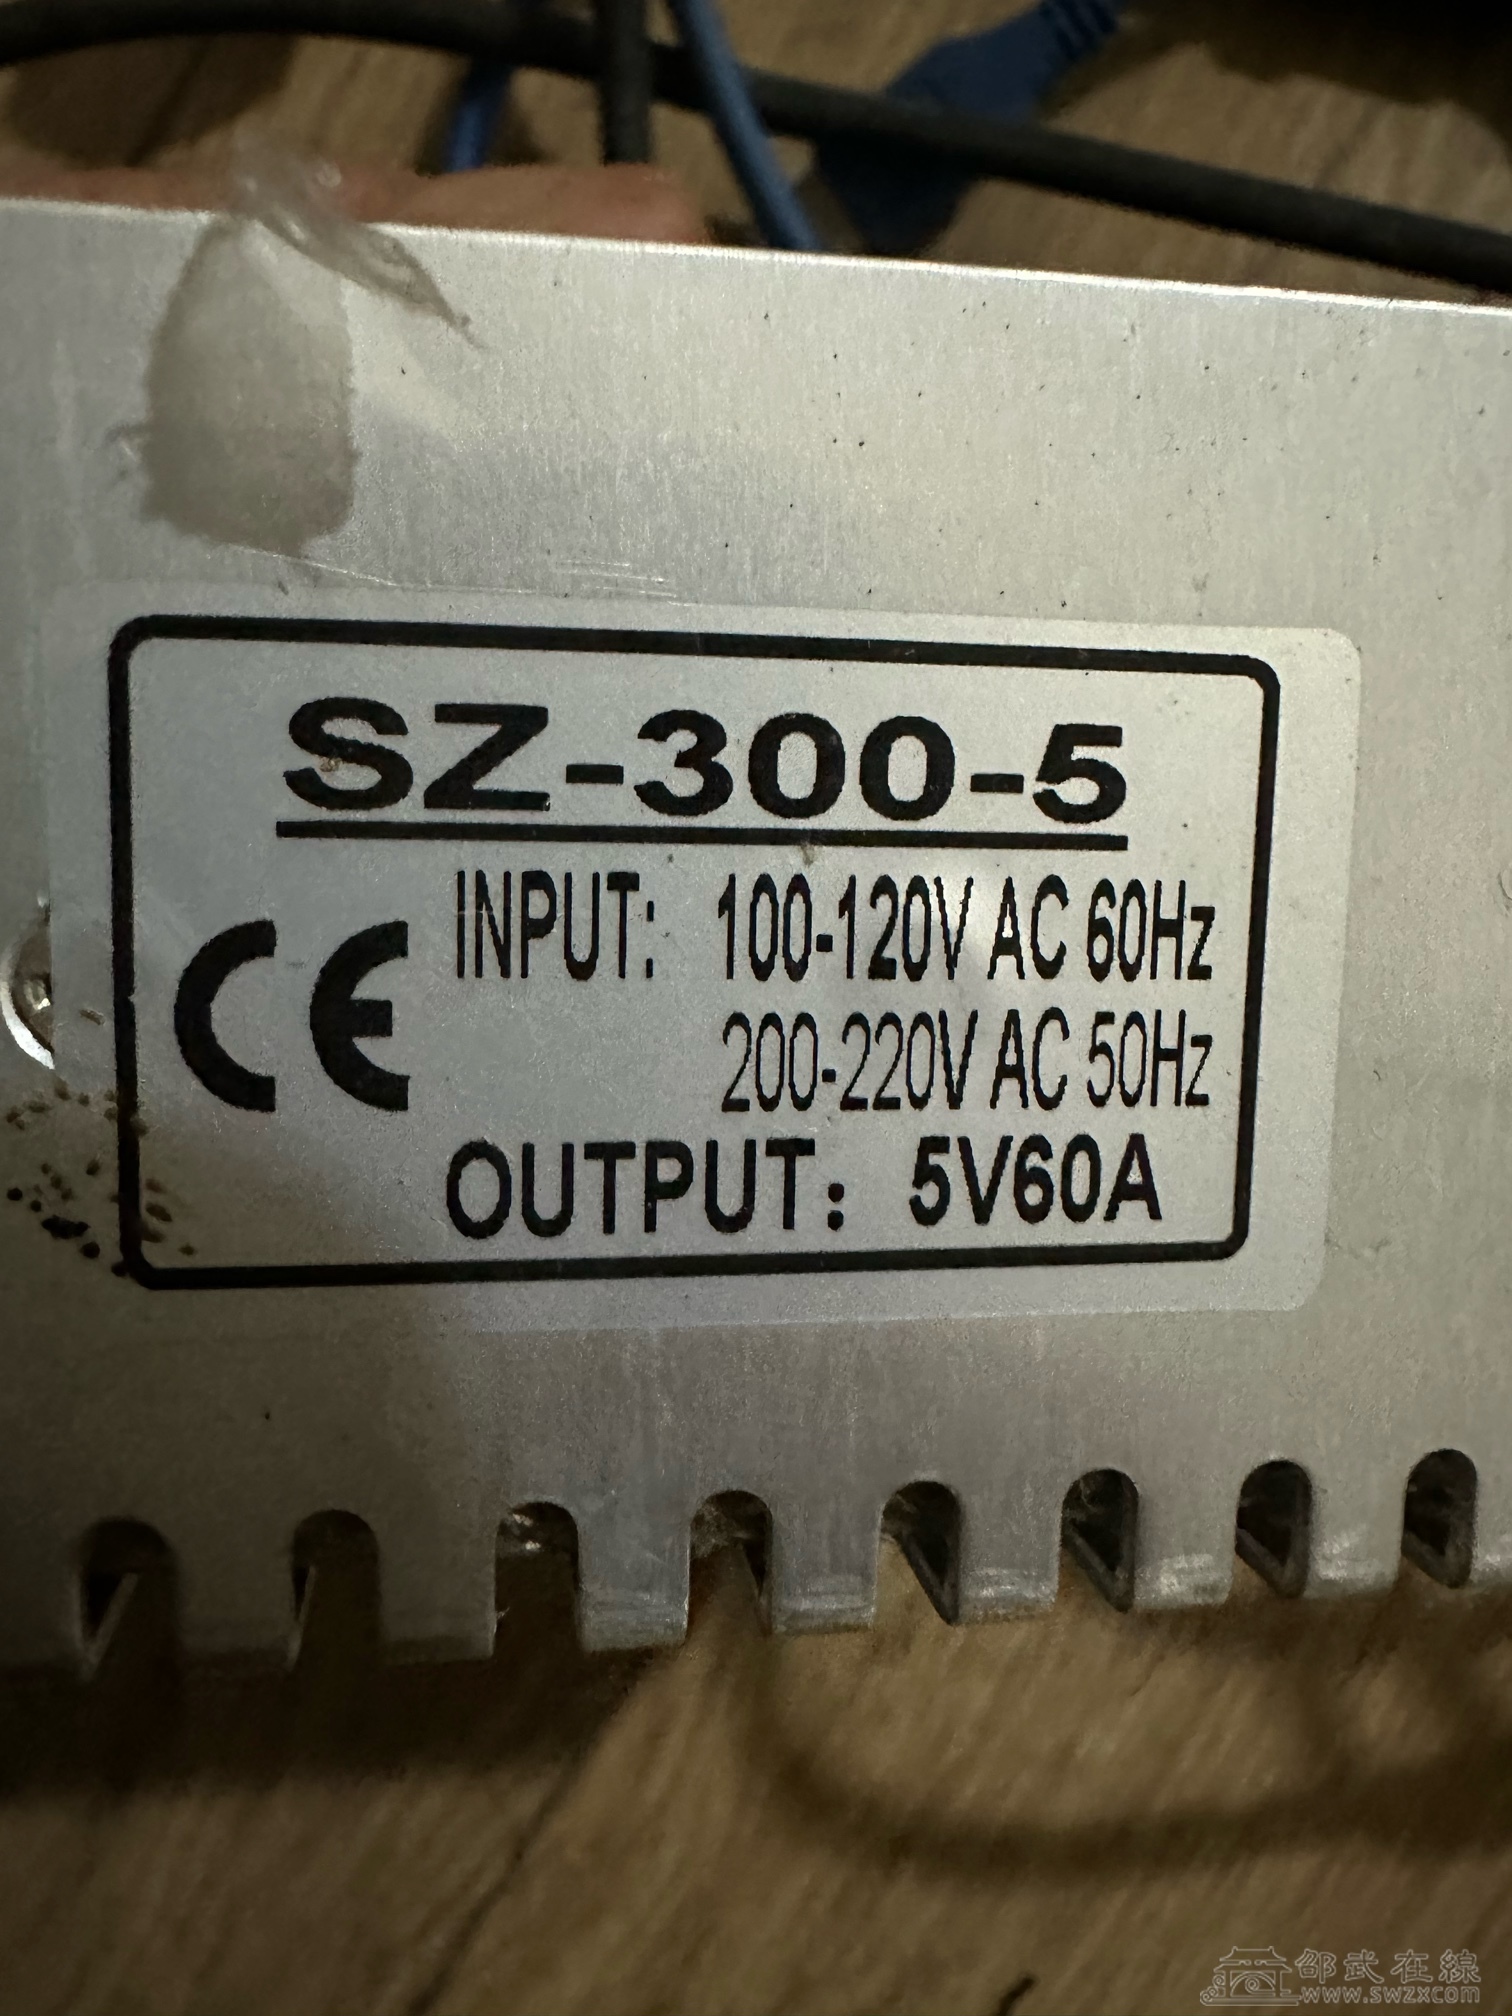 SZ-300-5
CE
INPUT: 100-120V AC 60Hz
200-220V AC 50Hz
OUTPUT: 5V60A
邵武在線
www.swzx.com